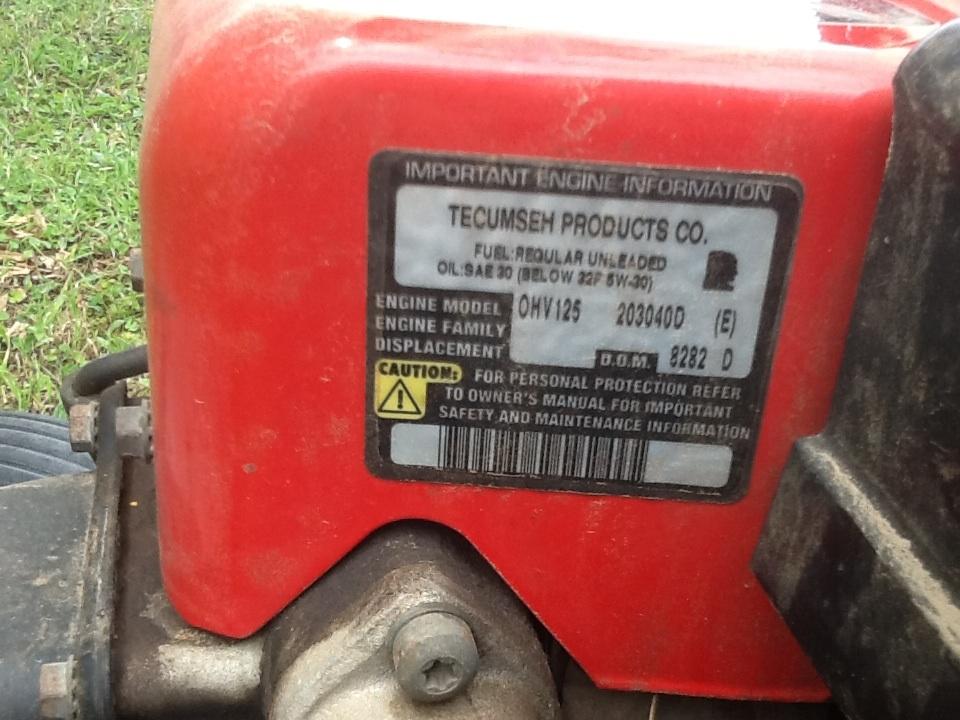 IMPORTANT ENGINE INFORMATION
TECUMSEH PRODUCTS CO.
FUEL:REGULAR UNLEADED
OIL:SAE 30 (BELOW 32F 5W-30)
ENGINE MODEL OHV125 203040D (E)
ENGINE FAMILY
DISPLACEMENT D.O.M. 8282 D
CAUTION: FOR PERSONAL PROTECTION REFER
TO OWNER'S MANUAL FOR IMPORTANT
SAFETY AND MAINTENANCE INFORMATION